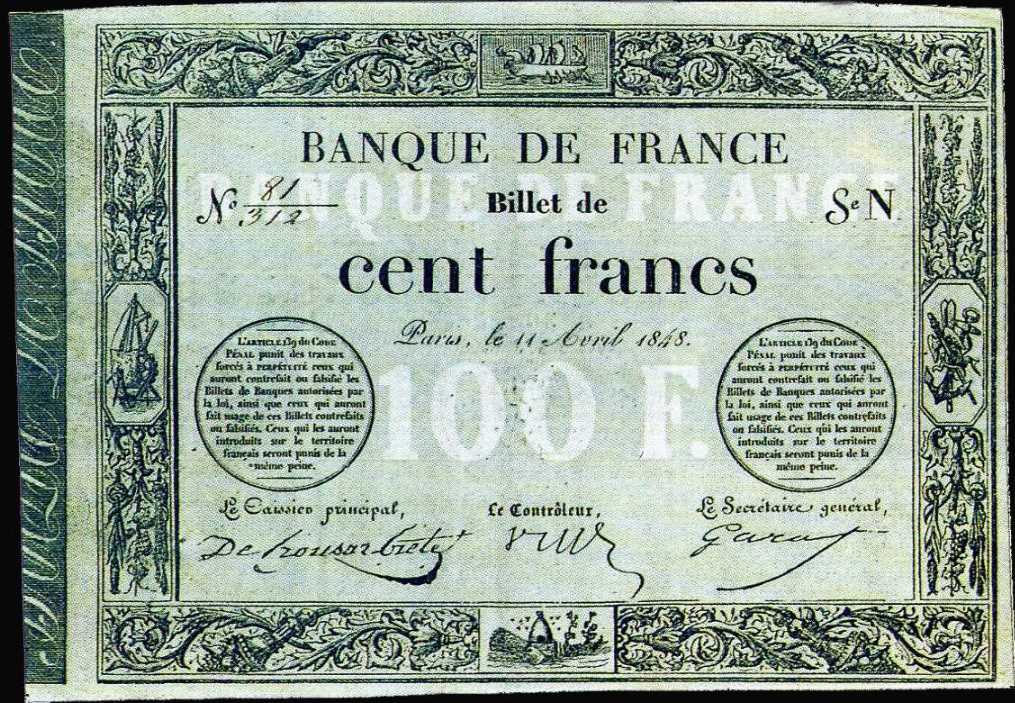 BANQUE DE FRANCE
BANQUE DE FRANCE
Nº 81
312
Billet de
Sᵉ N
cent francs
Paris, le 11 Avril 1848.
100 F.
L'ARTICLE 139 du CODE
PÉNAL punit des travaux
forcés à PERPÉTUITÉ ceux qui
auront contrefait ou falsifié les
Billets de Banques autorisées par
la loi, ainsi que ceux qui auront
fait usage de ces Billets contrefaits
ou falsifiés. Ceux qui les auront
introduits sur le territoire
français seront punis de la
même peine.
L'ARTICLE 139 du CODE
PÉNAL punit des travaux
forcés à PERPÉTUITÉ ceux qui
auront contrefait ou falsifié les
Billets de Banques autorisées par
la loi, ainsi que ceux qui auront
fait usage de ces Billets contrefaits
ou falsifiés. Ceux qui les auront
introduits sur le territoire
français seront punis de la
même peine.
Le Caissier principal,
Le Contrôleur,
Le Secrétaire général,
Garat